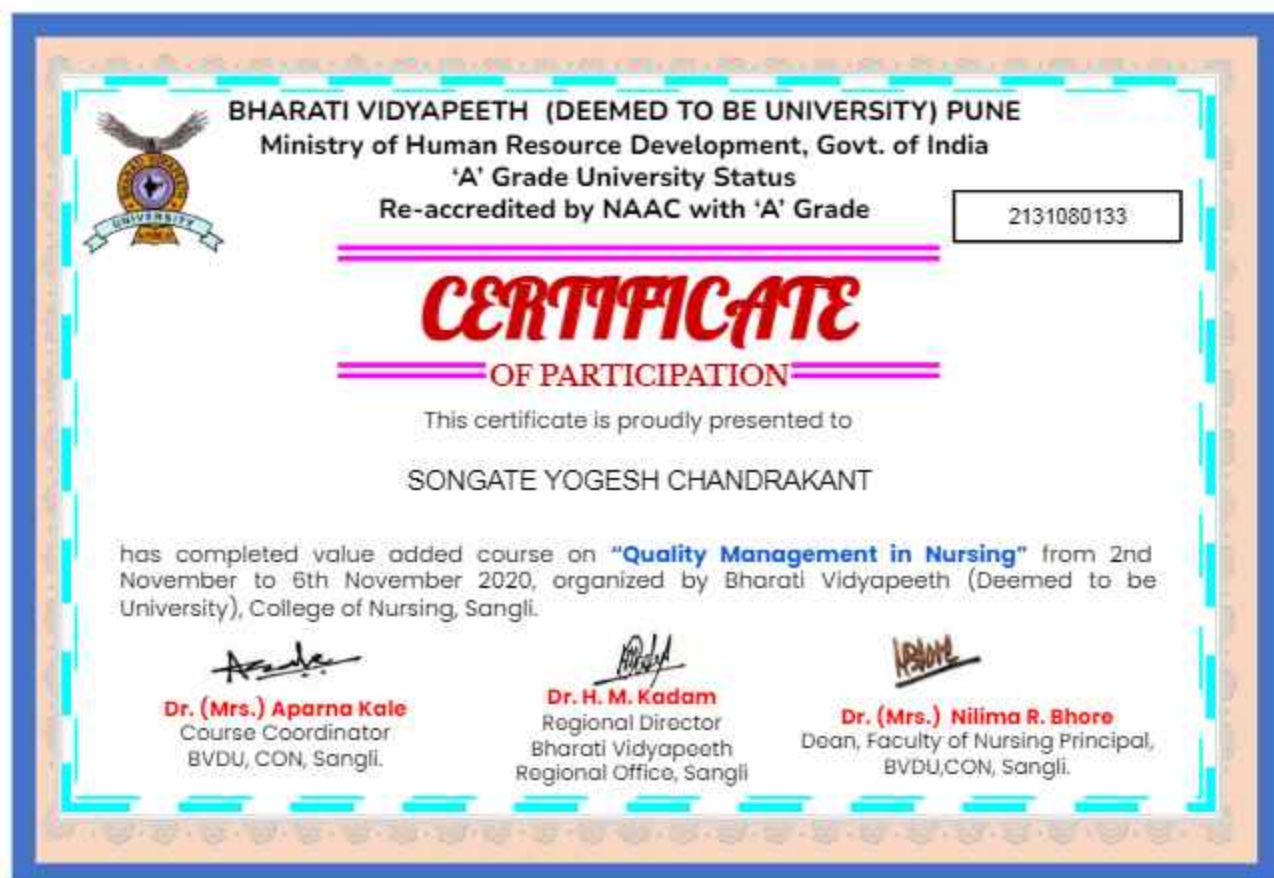 BHARATI VIDYAPEETH (DEEMED TO BE UNIVERSITY) PUNE
Ministry of Human Resource Development, Govt. of India
‘A’ Grade University Status
Re-accredited by NAAC with ‘A’ Grade
2131080133
BHARATI VIDYAPEETH
UNIVERSITY
CERTIFICATE
OF PARTICIPATION
This certificate is proudly presented to
SONGATE YOGESH CHANDRAKANT
has completed value added course on “Quality Management in Nursing” from 2nd
November to 6th November 2020, organized by Bharati Vidyapeeth (Deemed to be
University), College of Nursing, Sangli.
Dr. (Mrs.) Aparna Kale
Course Coordinator
BVDU, CON, Sangli.
Dr. H. M. Kadam
Regional Director
Bharati Vidyapeeth
Regional Office, Sangli
Dr. (Mrs.) Nilima R. Bhore
Dean, Faculty of Nursing Principal,
BVDU,CON, Sangli.